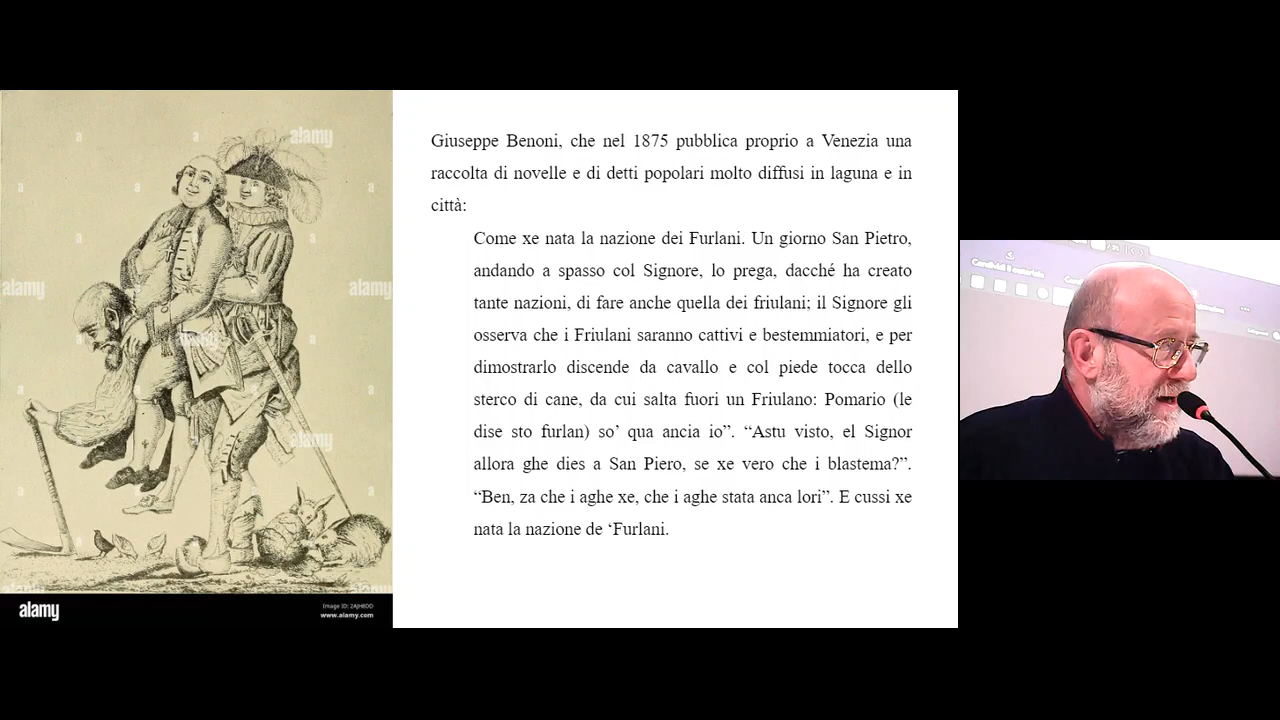 alamy
a
a
a
a
a
alamy
alamy
alamy
a
a
a
alamy
a
alamy
Image ID: 2AJH8DD
www.alamy.com
Giuseppe Benoni, che nel 1875 pubblica proprio a Venezia una
raccolta di novelle e di detti popolari molto diffusi in laguna e in
città:
Come xe nata la nazione dei Furlani. Un giorno San Pietro,
andando a spasso col Signore, lo prega, dacché ha creato
tante nazioni, di fare anche quella dei friulani; il Signore gli
osserva che i Friulani saranno cattivi e bestemmiatori, e per
dimostrarlo discende da cavallo e col piede tocca dello
sterco di cane, da cui salta fuori un Friulano: Pomario (le
dise sto furlan) so’ qua ancia io”. “Astu visto, el Signor
allora ghe dies a San Piero, se xe vero che i blastema?”.
“Ben, za che i aghe xe, che i aghe stata anca lori”. E cussi xe
nata la nazione de ‘Furlani.